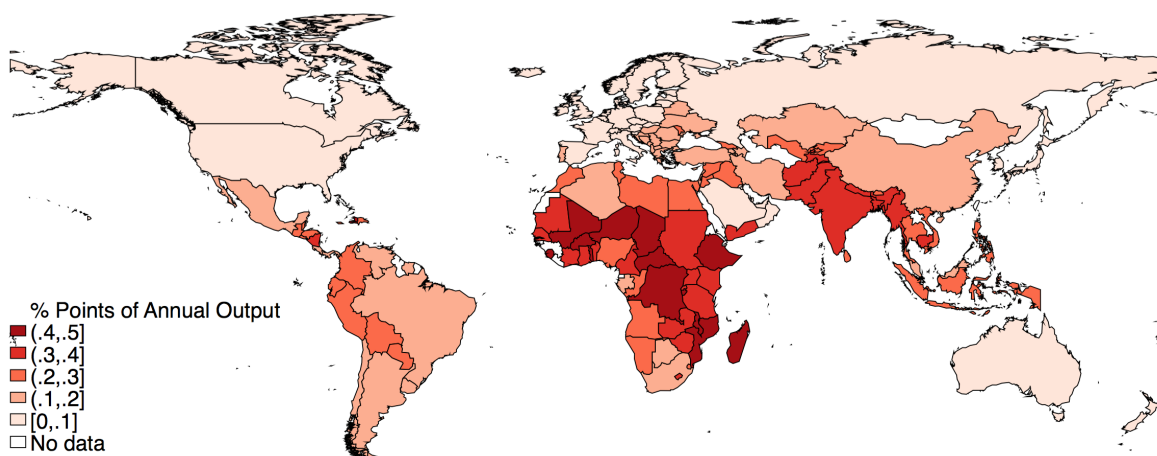 % Points of Annual Output
(.4,.5]
(.3,.4]
(.2,.3]
(.1,.2]
[0,.1]
No data